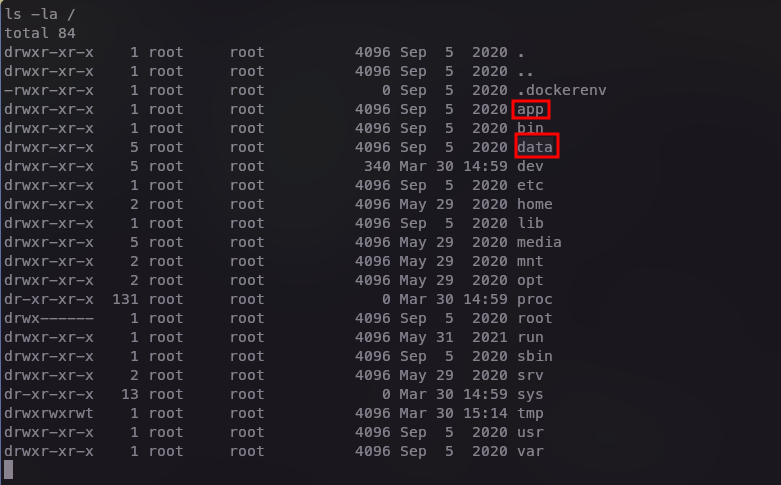 ls -la /
total 84
drwxr-xr-x    1 root     root          4096 Sep  5  2020 .
drwxr-xr-x    1 root     root          4096 Sep  5  2020 ..
-rwxr-xr-x    1 root     root             0 Sep  5  2020 .dockerenv
drwxr-xr-x    1 root     root          4096 Sep  5  2020 app
drwxr-xr-x    1 root     root          4096 Sep  5  2020 bin
drwxr-xr-x    5 root     root          4096 Sep  5  2020 data
drwxr-xr-x    5 root     root           340 Mar 30 14:59 dev
drwxr-xr-x    1 root     root          4096 Sep  5  2020 etc
drwxr-xr-x    2 root     root          4096 May 29  2020 home
drwxr-xr-x    1 root     root          4096 Sep  5  2020 lib
drwxr-xr-x    5 root     root          4096 May 29  2020 media
drwxr-xr-x    2 root     root          4096 May 29  2020 mnt
drwxr-xr-x    2 root     root          4096 May 29  2020 opt
dr-xr-xr-x  131 root     root             0 Mar 30 14:59 proc
drwx------    1 root     root          4096 Sep  5  2020 root
drwxr-xr-x    1 root     root          4096 May 31  2021 run
drwxr-xr-x    1 root     root          4096 Sep  5  2020 sbin
drwxr-xr-x    2 root     root          4096 May 29  2020 srv
dr-xr-xr-x   13 root     root             0 Mar 30 14:59 sys
drwxrwxrwt    1 root     root          4096 Mar 30 15:14 tmp
drwxr-xr-x    1 root     root          4096 Sep  5  2020 usr
drwxr-xr-x    1 root     root          4096 Sep  5  2020 var